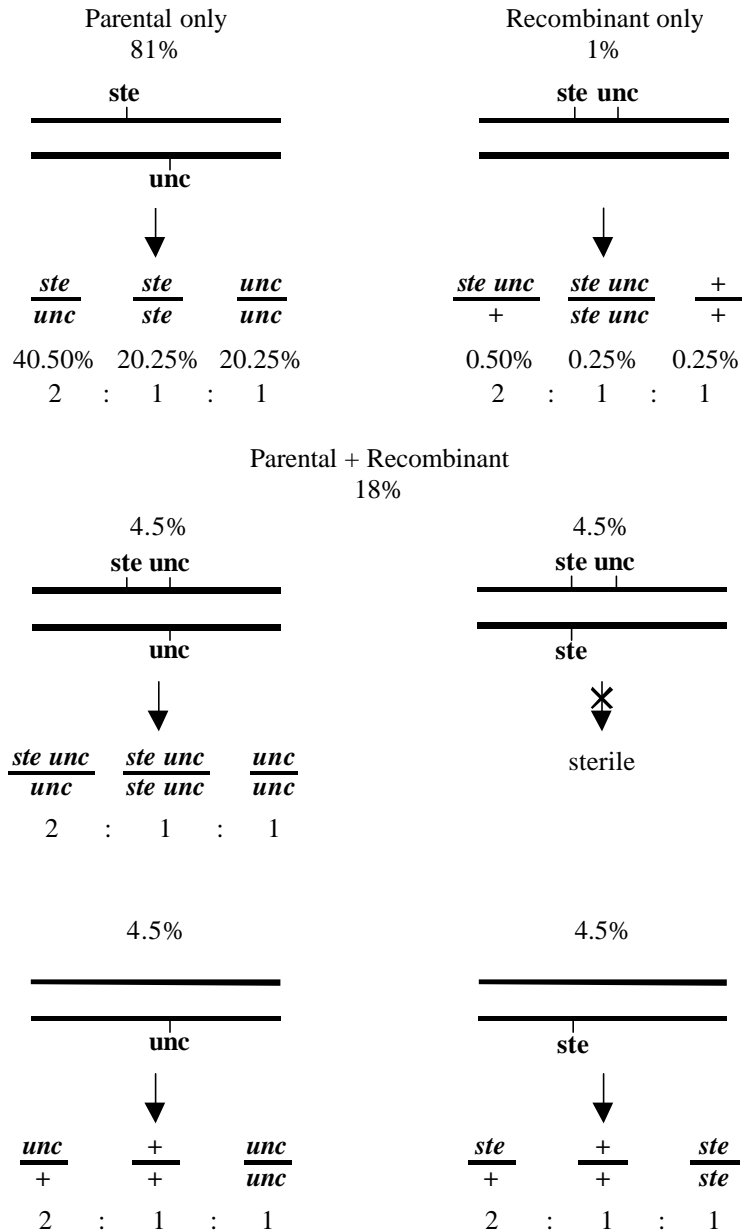 Parental only Recombinant only
81% 1%
ste ste unc
unc
ste ste unc ste unc ste unc +
unc ste unc + ste unc +
40.50% 20.25% 20.25% 0.50% 0.25% 0.25%
2 : 1 : 1 2 : 1 : 1
Parental + Recombinant
18%
4.5% 4.5%
ste unc ste unc
unc ste
ste unc ste unc unc sterile
unc ste unc unc
2 : 1 : 1
4.5% 4.5%
unc ste
unc + unc ste + ste
+ + unc + + ste
2 : 1 : 1 2 : 1 : 1